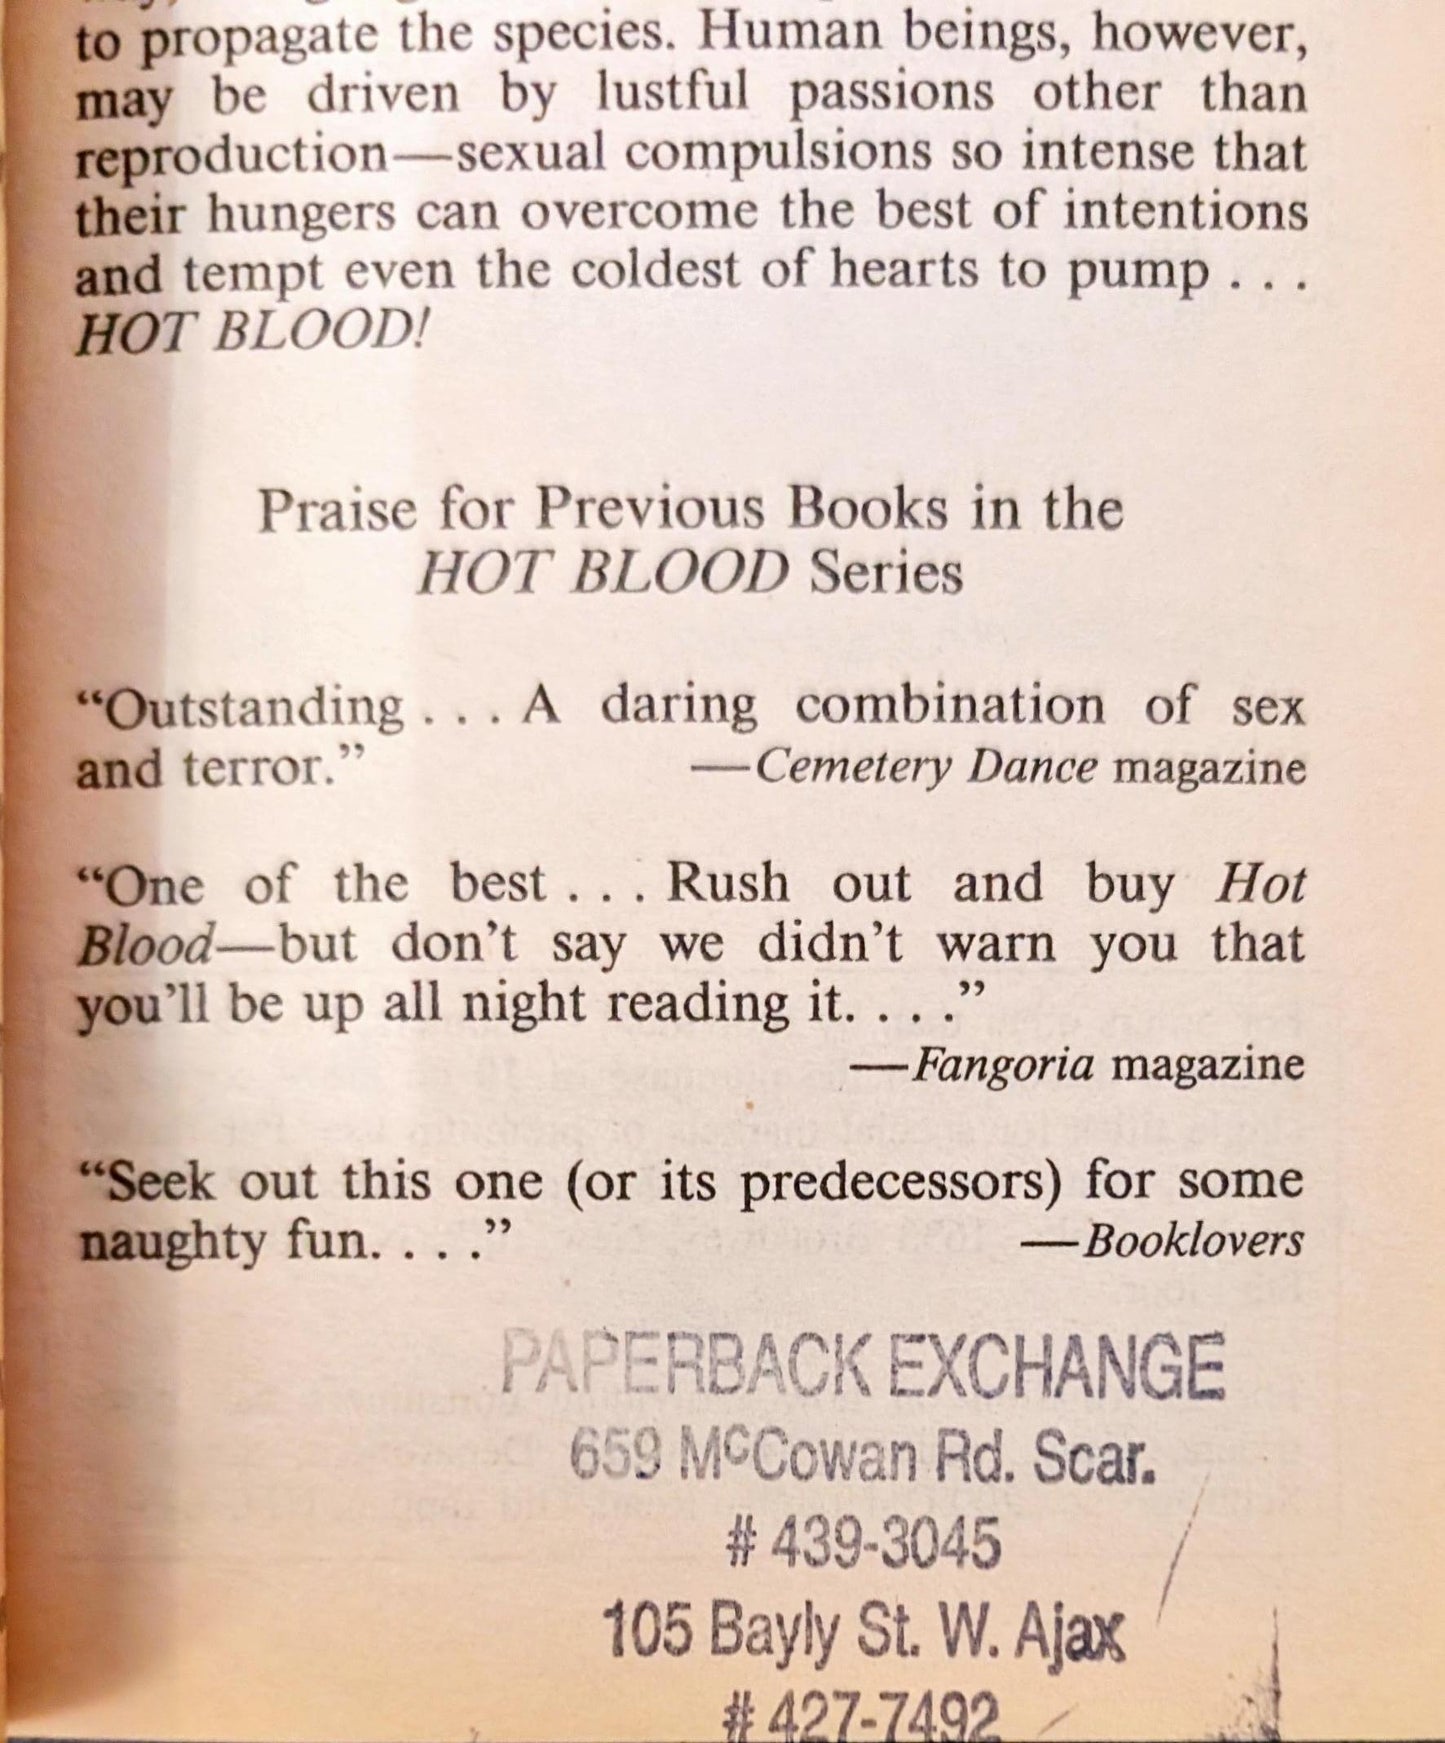 to propagate the species. Human beings, however,
may be driven by lustful passions other than
reproduction—sexual compulsions so intense that
their hungers can overcome the best of intentions
and tempt even the coldest of hearts to pump . . .
HOT BLOOD!
Praise for Previous Books in the
HOT BLOOD Series
“Outstanding . . . A daring combination of sex
and terror.” —Cemetery Dance magazine
“One of the best . . . Rush out and buy Hot
Blood—but don’t say we didn’t warn you that
you’ll be up all night reading it. . . .”
—Fangoria magazine
“Seek out this one (or its predecessors) for some
naughty fun. . . .” —Booklovers
PAPERBACK EXCHANGE
659 McCowan Rd. Scar.
# 439-3045
105 Bayly St. W. Ajax
# 427-7492